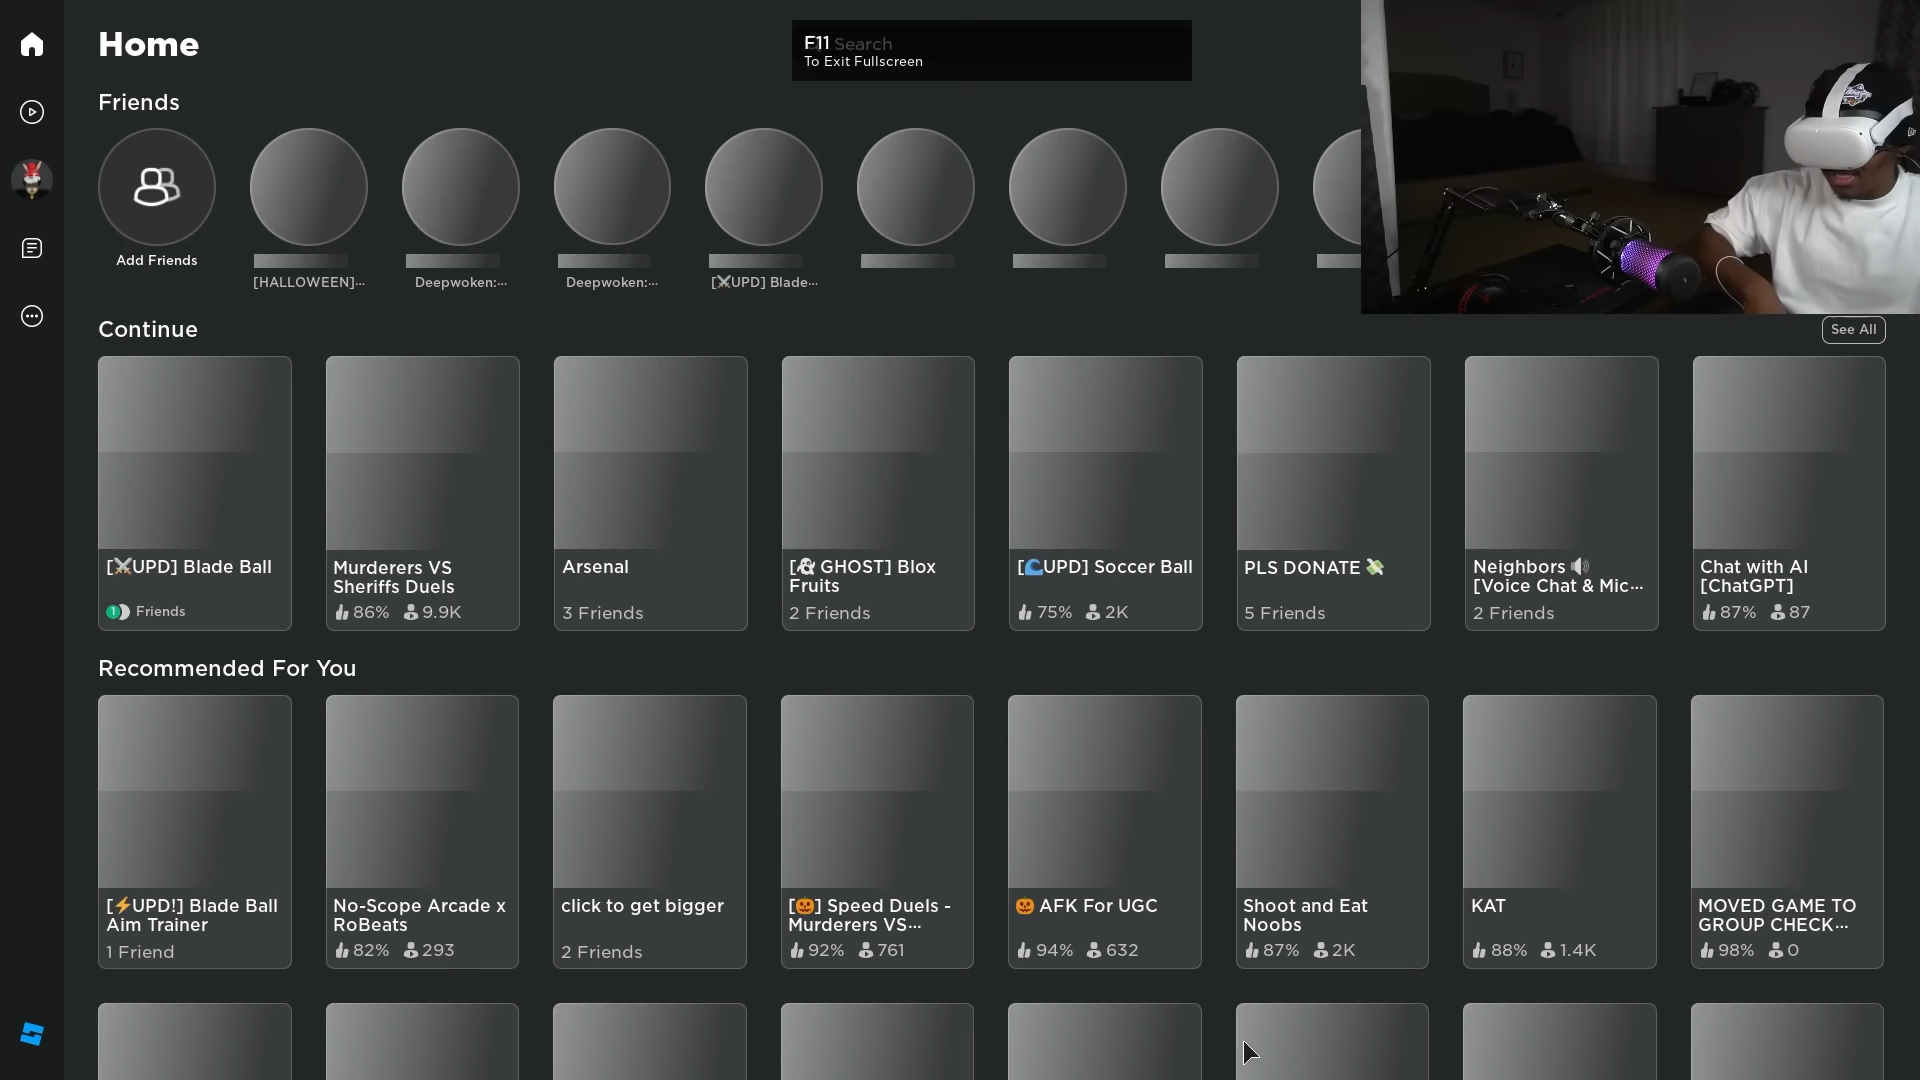 Home
F11 Search
To Exit Fullscreen
Friends
Add Friends
[HALLOWEEN]...
Deepwoken:...
Deepwoken:...
[⚔️UPD] Blade...
Continue
See All
[⚔️UPD] Blade Ball
1 Friends
Murderers VS
Sheriffs Duels
86% 9.9K
Arsenal
3 Friends
[👻 GHOST] Blox
Fruits
2 Friends
[🌊UPD] Soccer Ball
75% 2K
PLS DONATE 💸
5 Friends
Neighbors 🔊
[Voice Chat & Mic...
2 Friends
Chat with AI
[ChatGPT]
87% 87
Recommended For You
[⚡UPD!] Blade Ball
Aim Trainer
1 Friend
No-Scope Arcade x
RoBeats
82% 293
click to get bigger
2 Friends
[🎃] Speed Duels -
Murderers VS...
92% 761
🎃 AFK For UGC
94% 632
Shoot and Eat
Noobs
87% 2K
KAT
88% 1.4K
MOVED GAME TO
GROUP CHECK...
98% 0